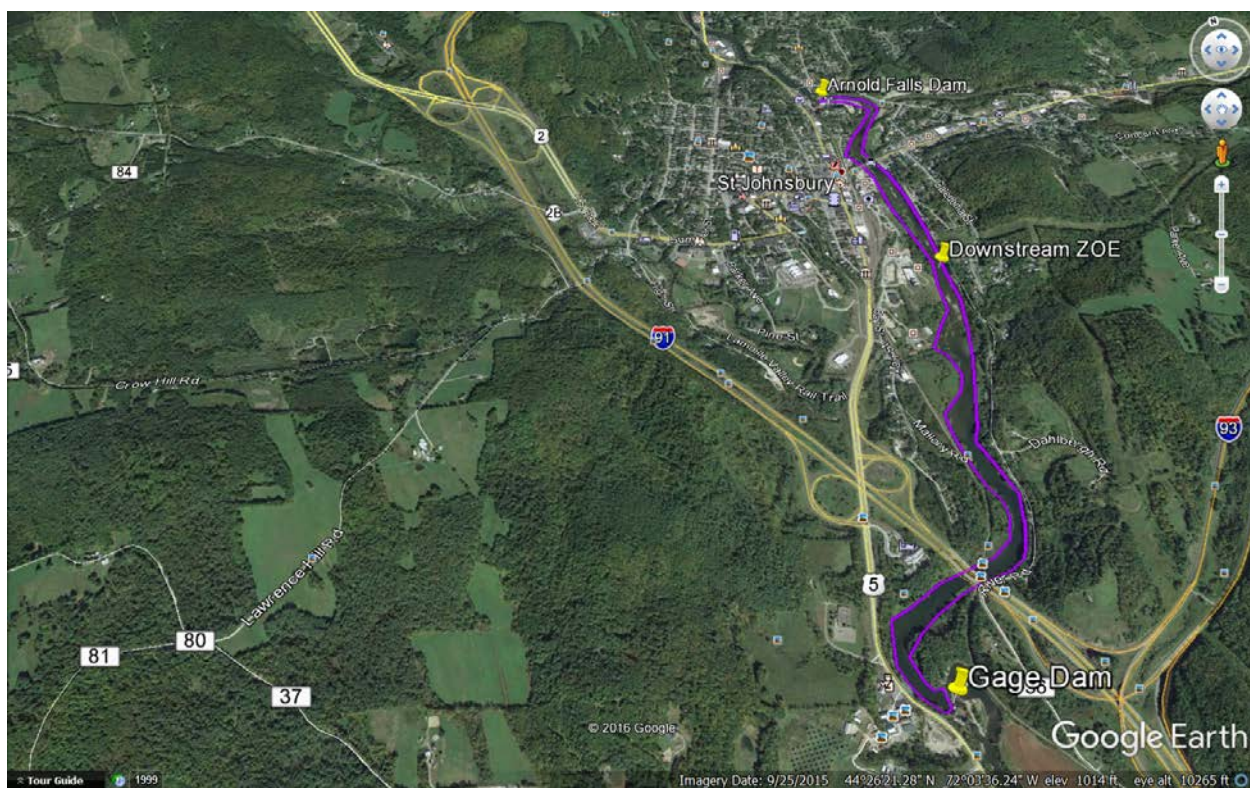 N
Arnold Falls Dam
2
84
St Johnsbury
2B
Downstream ZOE
91
Pine St
Lamoille Valley Rail Trail
Crow Hill Rd
93
Dahlbergh Rd
Lawrence Hill Rd
5
81
80
37
Gage Dam
© 2016 Google
Google Earth
Tour Guide
1999
Imagery Date: 9/25/2015 44°26'21.28" N 72°03'36.24" W elev 1014 ft eye alt 10265 ft